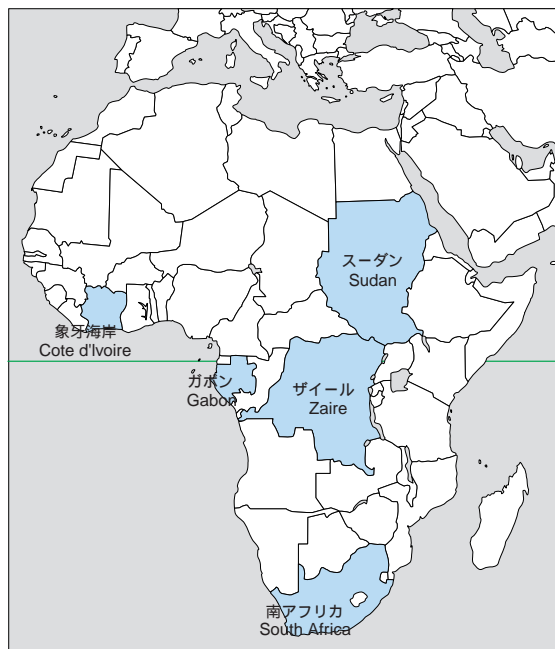 スーダン
Sudan
象牙海岸
Cote d'Ivoire
ガボン
Gabon
ザイール
Zaire
南アフリカ
South Africa